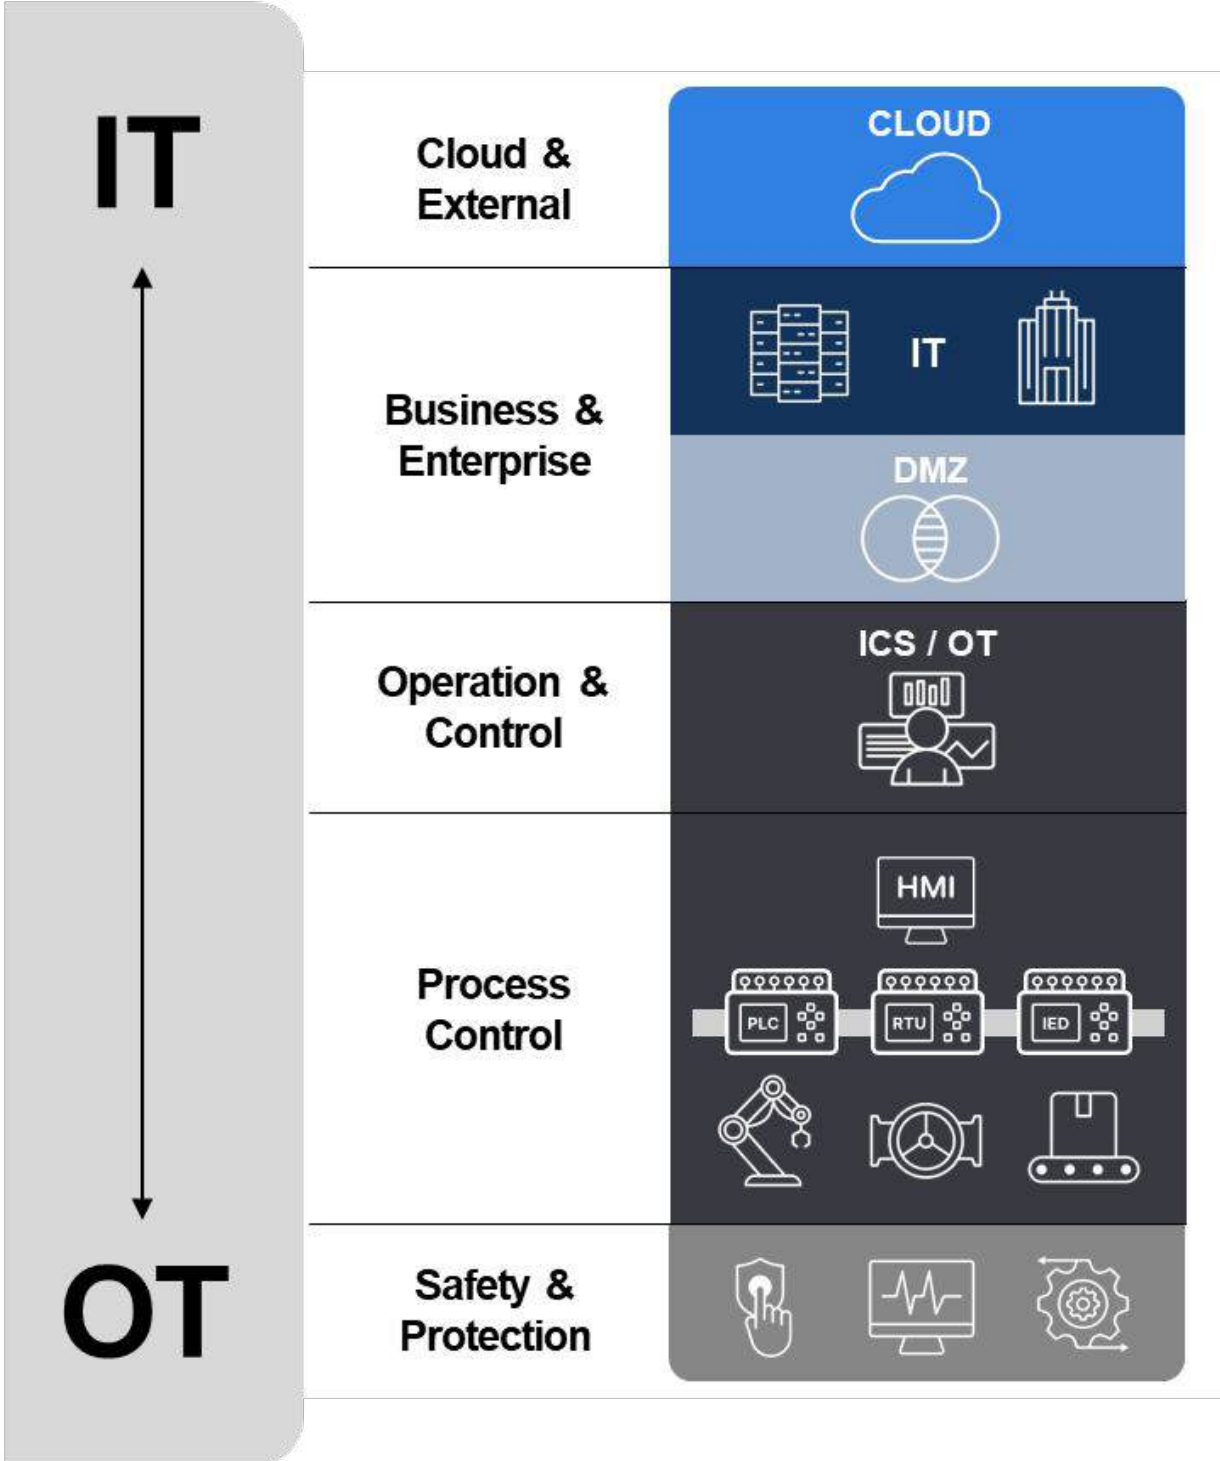 IT
Cloud &
External
CLOUD
Business &
Enterprise
IT
DMZ
Operation &
Control
ICS / OT
Process
Control
HMI
PLC
RTU
IED
OT
Safety &
Protection